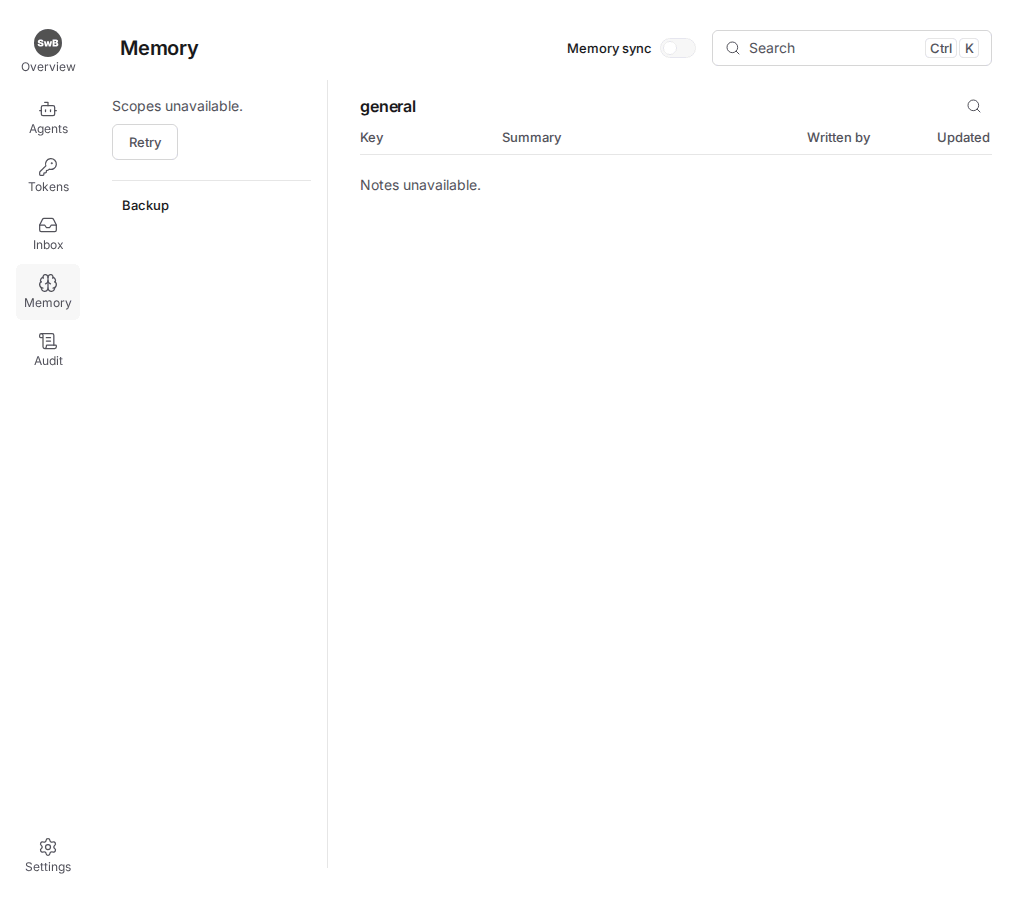 SwB
Overview
Agents
Tokens
Inbox
Memory
Audit
Settings
Memory
Memory sync
Search
Ctrl K
Scopes unavailable.
Retry
Backup
general
Key Summary Written by Updated
Notes unavailable.